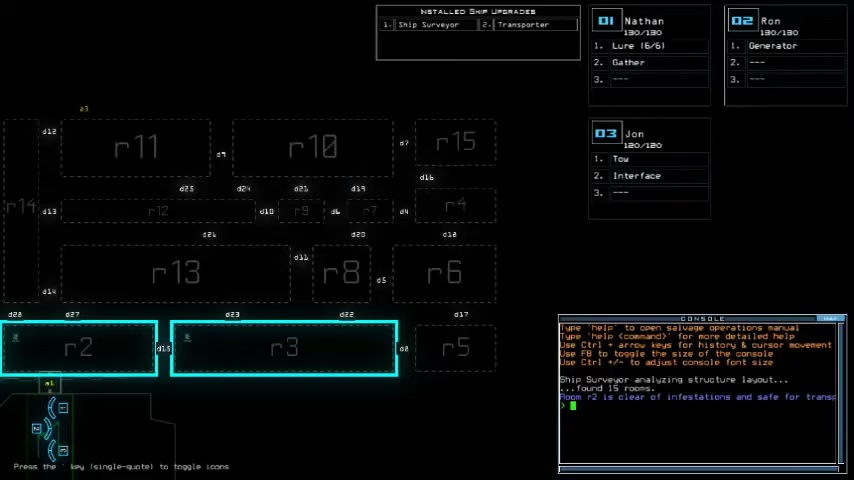 Installed Ship Upgrades
1. Ship Surveyor 2. Transporter
01 Nathan
130/130
1. Lure (6/6)
2. Gather
3. ---
02 Ron
130/130
1. Generator
2. ---
3. ---
03 Jon
120/120
1. Tow
2. Interface
3. ---
a3
d12 r11 d9 r10 d7 r15
d25 d24 d21 d19 d16
r14 d13 r12 d10 r9 d6 r7 d4 r4
d26 d11 d20 d18
d14 r13 r8 d5 r6
d28 d27 d23 d22 d17
r2 d15 r3 d8 r5
a1
1
2
3
Press the ' key (single-quote) to toggle icons
CONSOLE
Type 'help' to open salvage operations manual
Type 'help <command>' for more detailed help
Use Ctrl + arrow keys for history & cursor movement
Use F8 to toggle the size of the console
Use Ctrl +/- to adjust console font size
Ship Surveyor analyzing structure layout...
...found 15 rooms.
Room r2 is clear of infestations and safe for transp
>